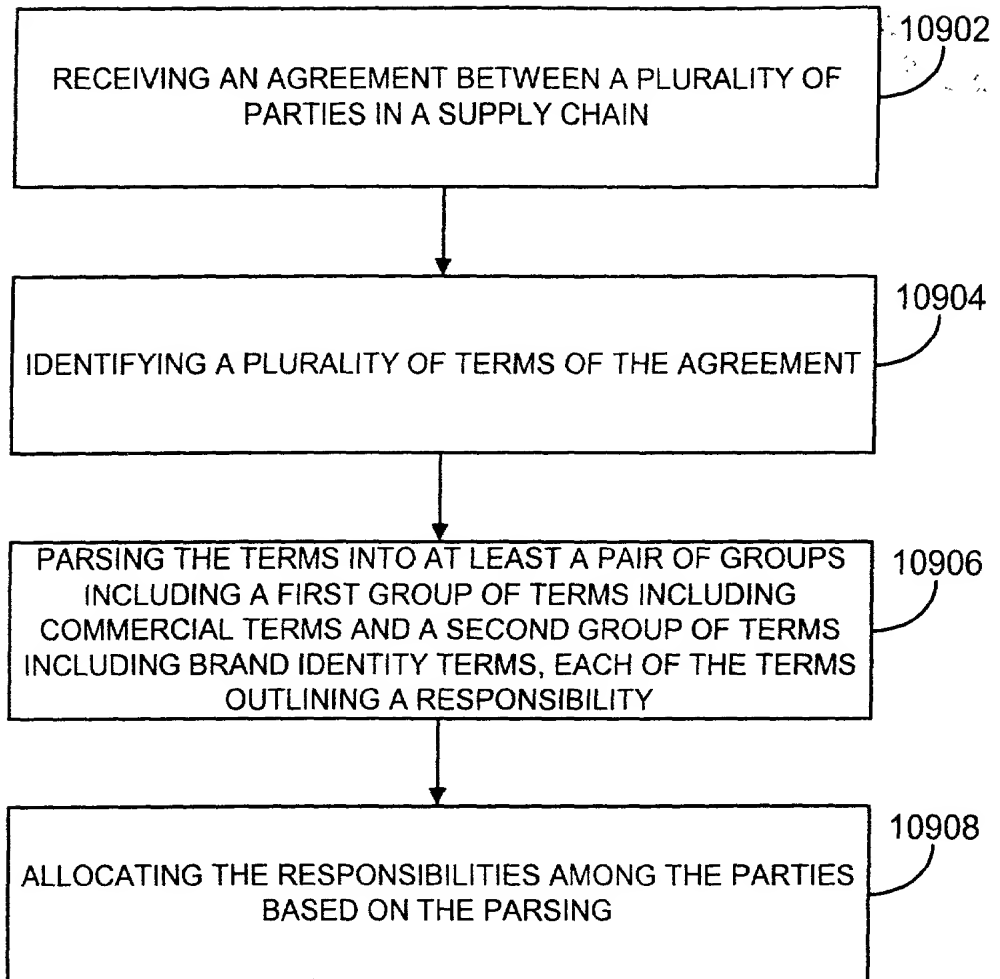 10902
RECEIVING AN AGREEMENT BETWEEN A PLURALITY OF
PARTIES IN A SUPPLY CHAIN
10904
IDENTIFYING A PLURALITY OF TERMS OF THE AGREEMENT
10906
PARSING THE TERMS INTO AT LEAST A PAIR OF GROUPS
INCLUDING A FIRST GROUP OF TERMS INCLUDING
COMMERCIAL TERMS AND A SECOND GROUP OF TERMS
INCLUDING BRAND IDENTITY TERMS, EACH OF THE TERMS
OUTLINING A RESPONSIBILITY
10908
ALLOCATING THE RESPONSIBILITIES AMONG THE PARTIES
BASED ON THE PARSING